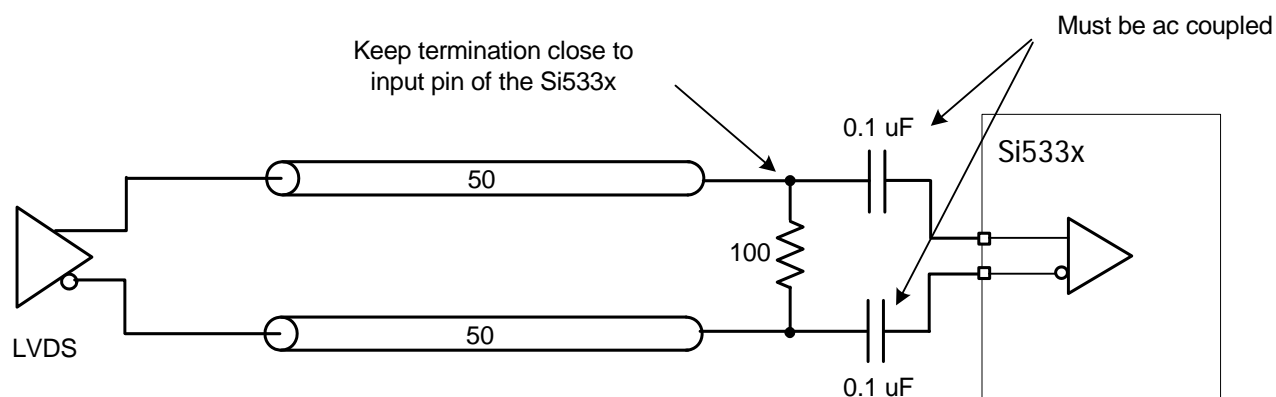 Must be ac coupled
Keep termination close to
input pin of the Si533x
0.1 uF
Si533x
50
100
50
LVDS
0.1 uF